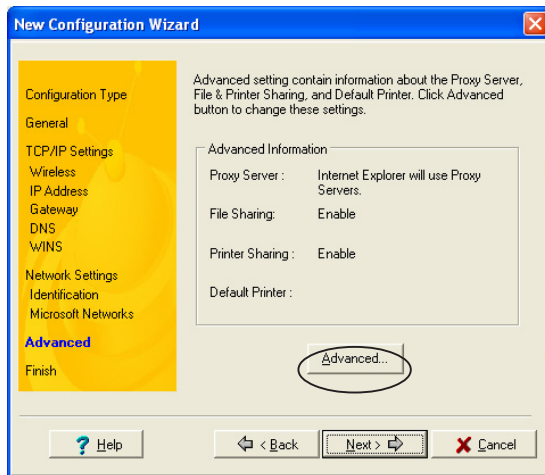 New Configuration Wizard
Configuration Type
General
TCP/IP Settings
Wireless
IP Address
Gateway
DNS
WINS
Network Settings
Identification
Microsoft Networks
Advanced
Finish
Advanced setting contain information about the Proxy Server,
File & Printer Sharing, and Default Printer. Click Advanced
button to change these settings.
Advanced Information
Proxy Server : Internet Explorer will use Proxy
Servers.
File Sharing: Enable
Printer Sharing : Enable
Default Printer :
Advanced...
? Help
< Back
Next >
Cancel